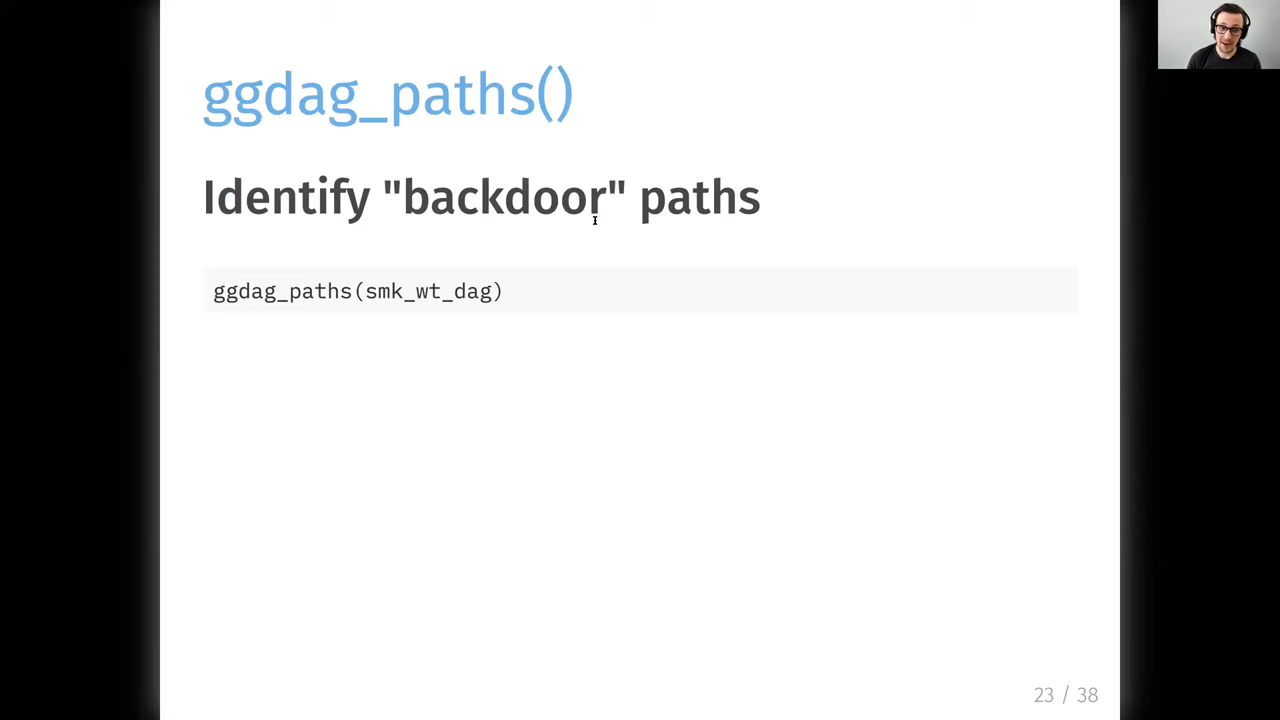 ggdag_paths()
Identify "backdoor" paths
ggdag_paths(smk_wt_dag)
23 / 38